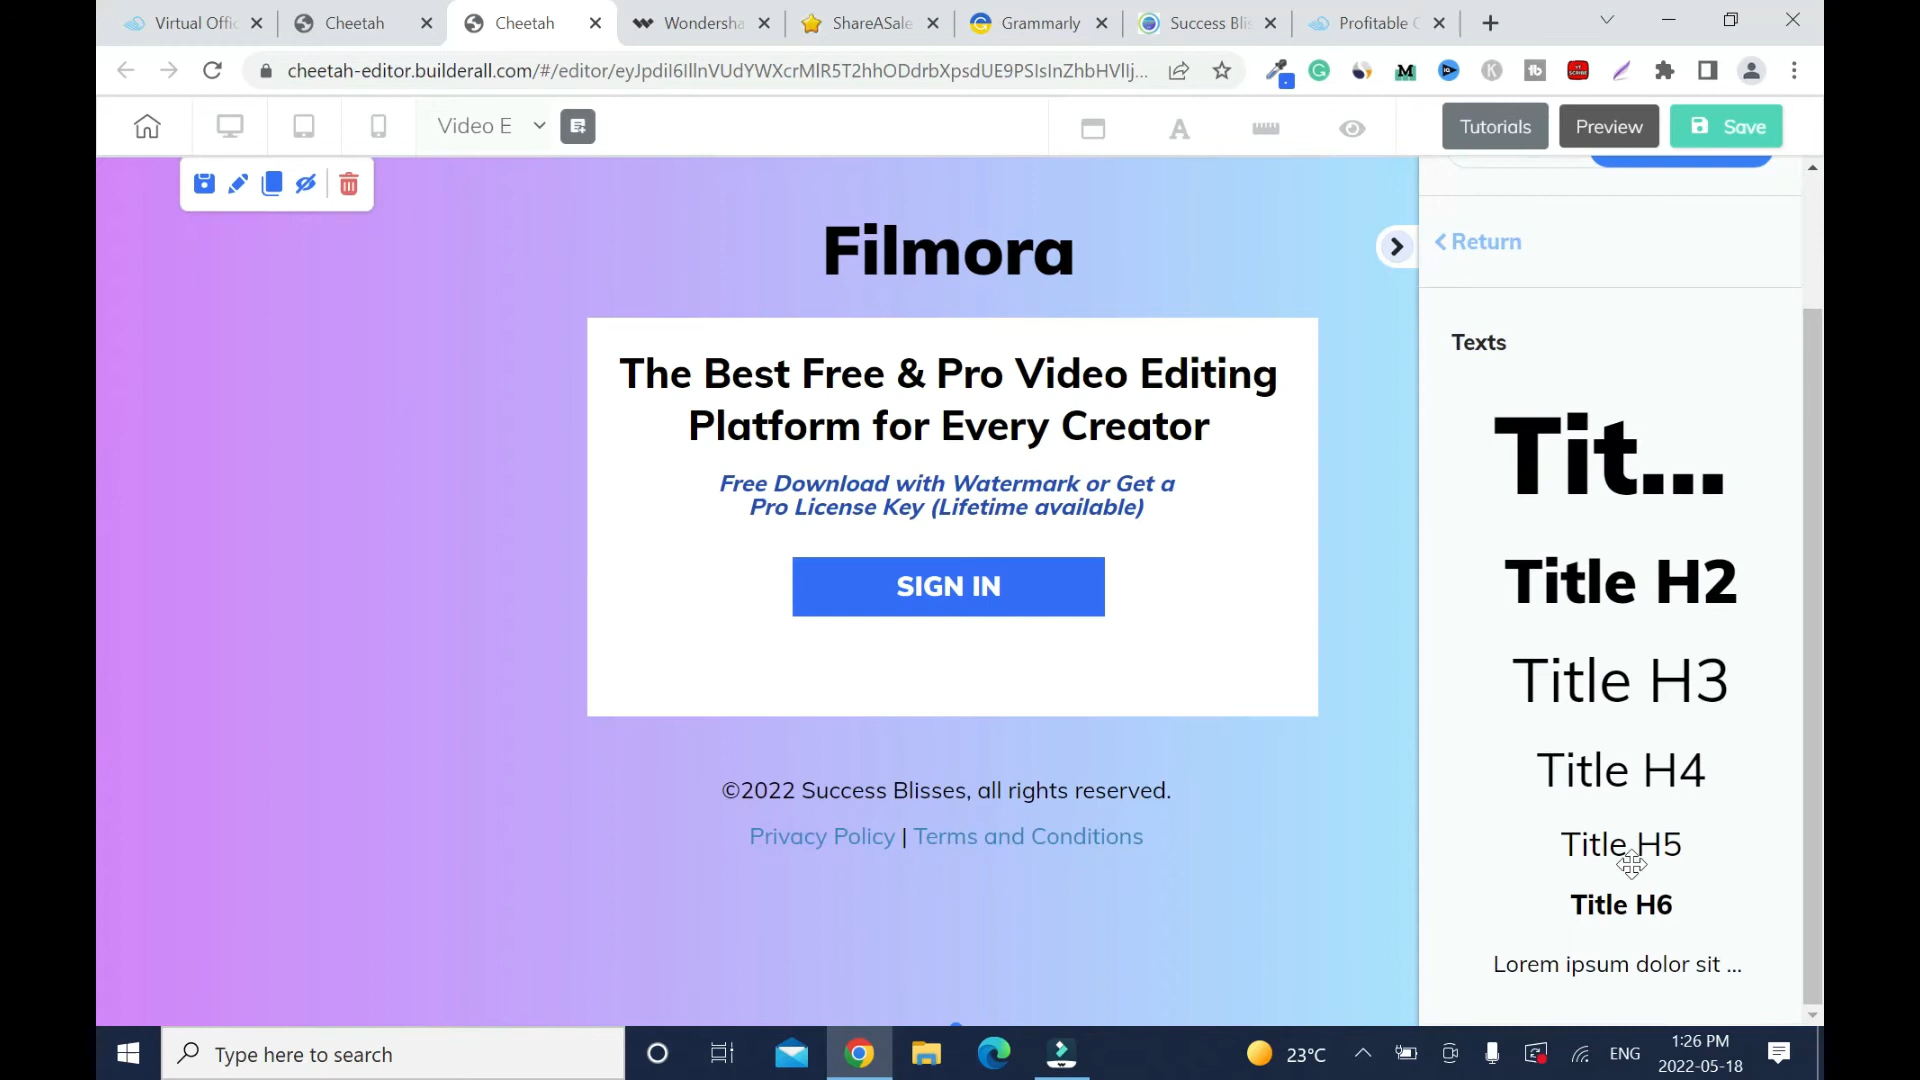 Virtual Offic
Cheetah
Cheetah
Wondersha
ShareASale
Grammarly
Success Blis
Profitable C
cheetah-editor.builderall.com/#/editor/eyJpdiI6IllnVUdYWXcrMlR5T2hhODdrbXpsdUE9PSIsInZhbHVlIj...
Video E
Tutorials
Preview
Save
Return
Filmora
The Best Free & Pro Video Editing
Platform for Every Creator
Free Download with Watermark or Get a
Pro License Key (Lifetime available)
SIGN IN
©2022 Success Blisses, all rights reserved.
Privacy Policy | Terms and Conditions
Texts
Tit...
Title H2
Title H3
Title H4
Title H5
Title H6
Lorem ipsum dolor sit ...
Type here to search
23°C
ENG
1:26 PM
2022-05-18